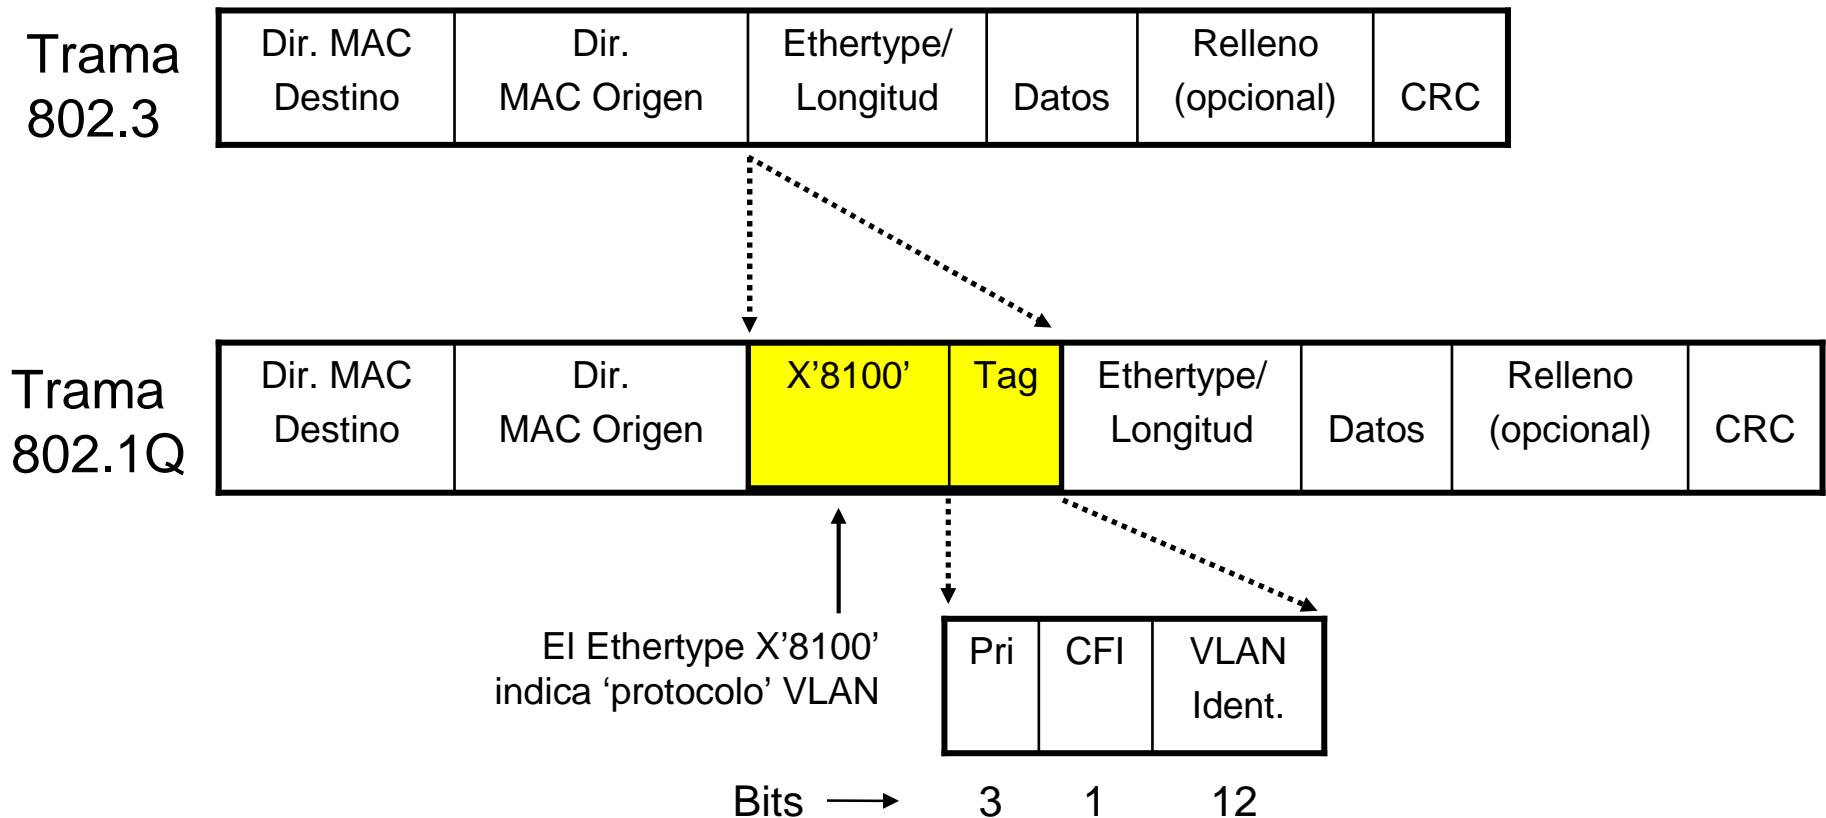 Trama
802.3
Dir. MAC
Destino
Dir.
MAC Origen
Ethertype/
Longitud
Datos
Relleno
(opcional)
CRC
Trama
802.1Q
Dir. MAC
Destino
Dir.
MAC Origen
X’8100’
Tag
Ethertype/
Longitud
Datos
Relleno
(opcional)
CRC
El Ethertype X’8100’
indica ‘protocolo’ VLAN
Pri
CFI
VLAN
Ident.
Bits
3
1
12